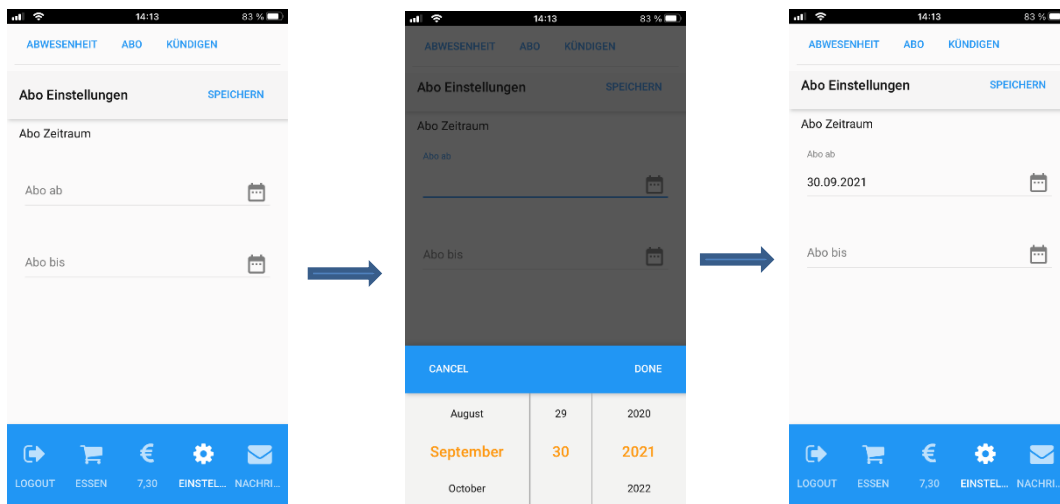 14:13 83 %
ABWESENHEIT ABO KÜNDIGEN
Abo Einstellungen SPEICHERN
Abo Zeitraum
Abo ab
Abo bis
LOGOUT ESSEN 7,30 EINSTEL... NACHRI...
14:13 83 %
ABWESENHEIT ABO KÜNDIGEN
Abo Einstellungen SPEICHERN
Abo Zeitraum
Abo ab
Abo bis
CANCEL DONE
August 29 2020
September 30 2021
October 2022
14:13 83 %
ABWESENHEIT ABO KÜNDIGEN
Abo Einstellungen SPEICHERN
Abo Zeitraum
Abo ab
30.09.2021
Abo bis
LOGOUT ESSEN 7,30 EINSTEL... NACHRI...